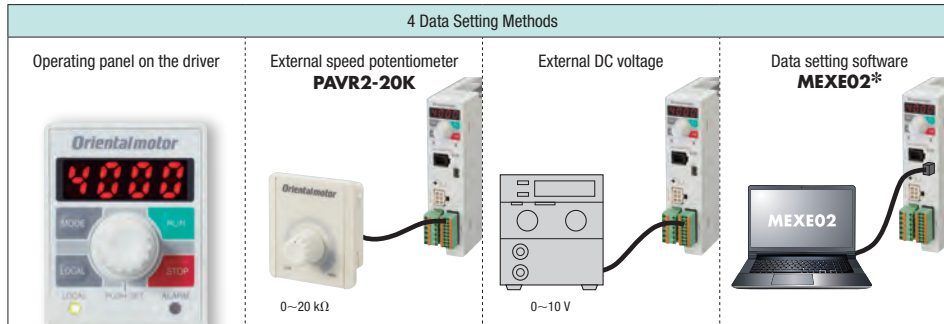 4 Data Setting Methods
Operating panel on the driver
Orientalmotor
4000
MODE
RUN
LOCAL
STOP
LOCAL
PUSH-SET
ALARM
External speed potentiometer
PAVR2-20K
Orientalmotor
0~20 kΩ
External DC voltage
0~10 V
Data setting software
MEXE02*
MEXE02